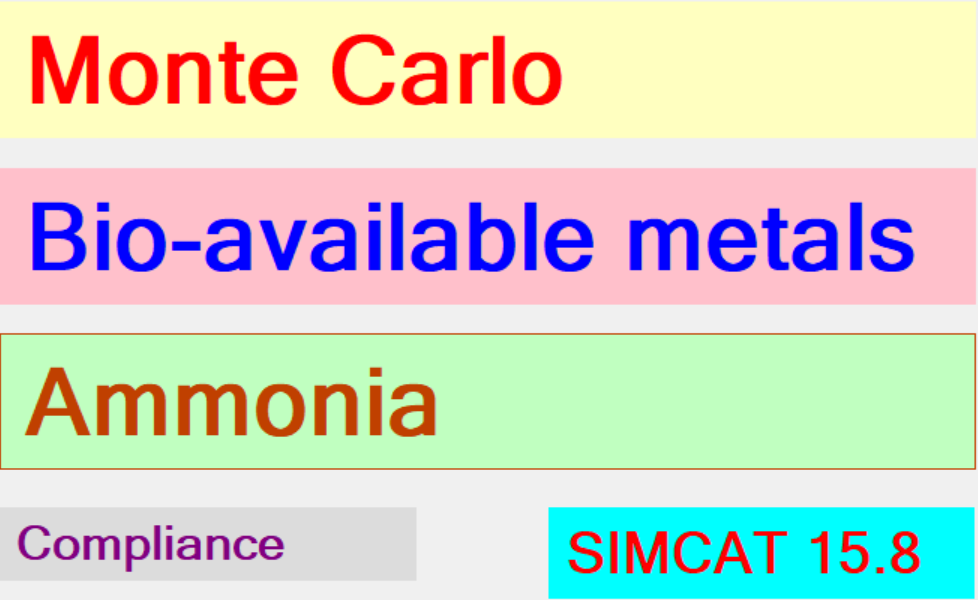 Monte Carlo
Bio-available metals
Ammonia
Compliance
SIMCAT 15.8